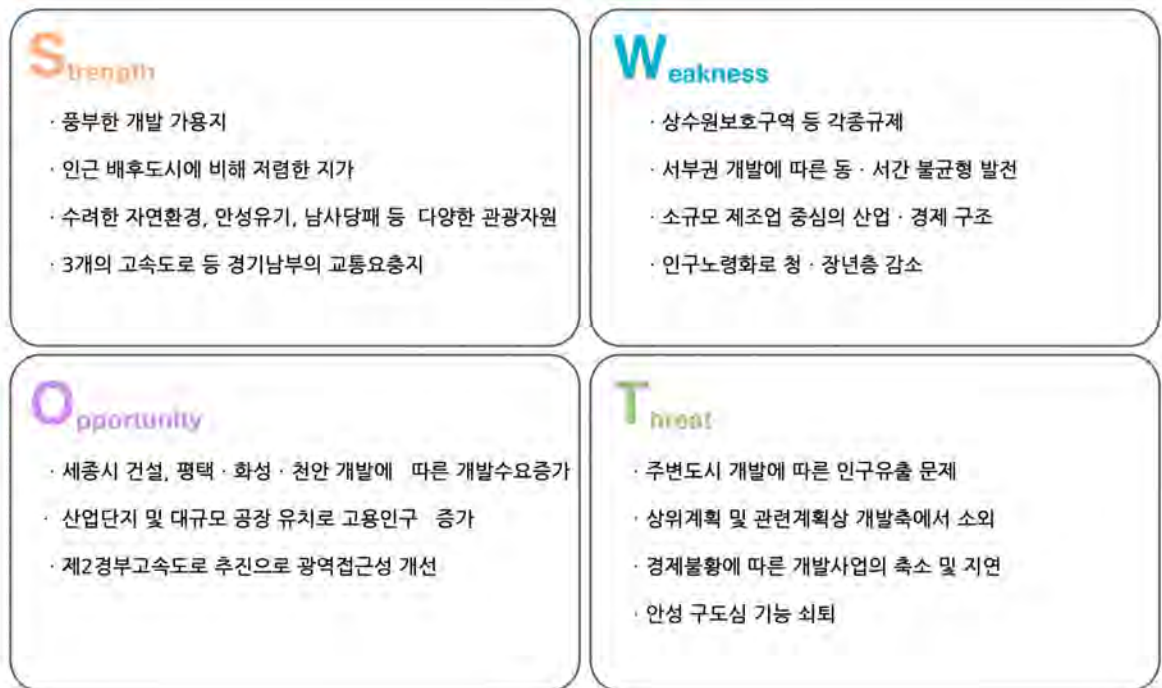 Strength
· 풍부한 개발 가용지
· 인근 배후도시에 비해 저렴한 지가
· 수려한 자연환경, 안성유기, 남사당패 등 다양한 관광자원
· 3개의 고속도로 등 경기남부의 교통요충지
Weakness
· 상수원보호구역 등 각종규제
· 서부권 개발에 따른 동 · 서간 불균형 발전
· 소규모 제조업 중심의 산업 · 경제 구조
· 인구노령화로 청 · 장년층 감소
Opportunity
· 세종시 건설, 평택 · 화성 · 천안 개발에 따른 개발수요증가
· 산업단지 및 대규모 공장 유치로 고용인구 증가
· 제2경부고속도로 추진으로 광역접근성 개선
Threat
· 주변도시 개발에 따른 인구유출 문제
· 상위계획 및 관련계획상 개발축에서 소외
· 경제불황에 따른 개발사업의 축소 및 지연
· 안성 구도심 기능 쇠퇴